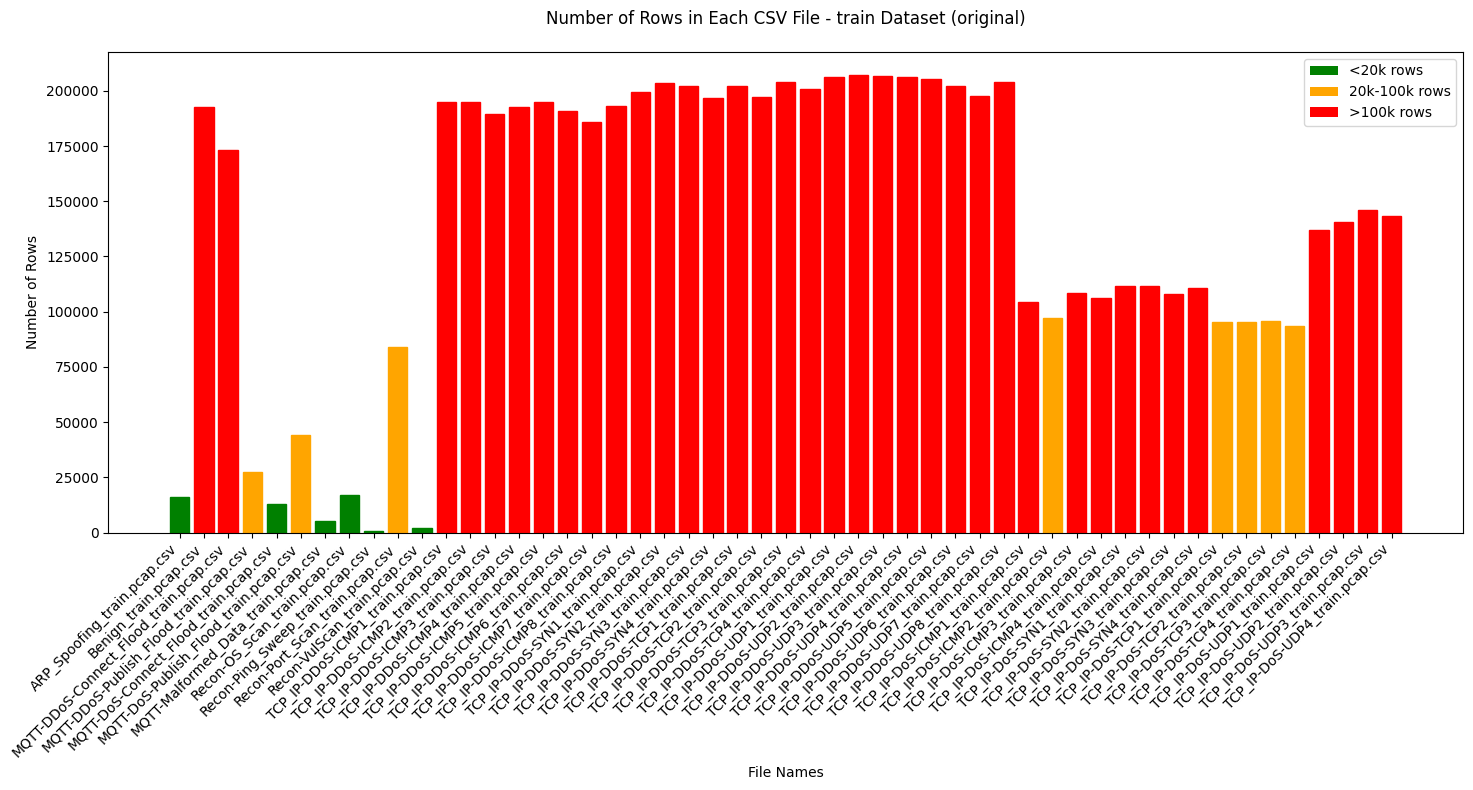 Number of Rows in Each CSV File - train Dataset (original)
<20k rows
20k-100k rows
>100k rows
Number of Rows
200000
175000
150000
125000
100000
75000
50000
25000
0
ARP_Spoofing_train.pcap.csv
Benign_train.pcap.csv
MQTT-DDoS-Connect_Flood_train.pcap.csv
MQTT-DDoS-Publish_Flood_train.pcap.csv
MQTT-DoS-Connect_Flood_train.pcap.csv
MQTT-DoS-Publish_Flood_train.pcap.csv
MQTT-Malformed_Data_train.pcap.csv
Recon-OS_Scan_train.pcap.csv
Recon-Ping_Sweep_train.pcap.csv
Recon-Port_Scan_train.pcap.csv
Recon-VulScan_train.pcap.csv
TCP_IP-DDoS-ICMP1_train.pcap.csv
TCP_IP-DDoS-ICMP2_train.pcap.csv
TCP_IP-DDoS-ICMP3_train.pcap.csv
TCP_IP-DDoS-ICMP4_train.pcap.csv
TCP_IP-DDoS-ICMP5_train.pcap.csv
TCP_IP-DDoS-ICMP6_train.pcap.csv
TCP_IP-DDoS-ICMP7_train.pcap.csv
TCP_IP-DDoS-ICMP8_train.pcap.csv
TCP_IP-DDoS-SYN1_train.pcap.csv
TCP_IP-DDoS-SYN2_train.pcap.csv
TCP_IP-DDoS-SYN3_train.pcap.csv
TCP_IP-DDoS-SYN4_train.pcap.csv
TCP_IP-DDoS-TCP1_train.pcap.csv
TCP_IP-DDoS-TCP2_train.pcap.csv
TCP_IP-DDoS-TCP3_train.pcap.csv
TCP_IP-DDoS-TCP4_train.pcap.csv
TCP_IP-DDoS-UDP1_train.pcap.csv
TCP_IP-DDoS-UDP2_train.pcap.csv
TCP_IP-DDoS-UDP3_train.pcap.csv
TCP_IP-DDoS-UDP4_train.pcap.csv
TCP_IP-DDoS-UDP5_train.pcap.csv
TCP_IP-DDoS-UDP6_train.pcap.csv
TCP_IP-DDoS-UDP7_train.pcap.csv
TCP_IP-DDoS-UDP8_train.pcap.csv
TCP_IP-DoS-ICMP1_train.pcap.csv
TCP_IP-DoS-ICMP2_train.pcap.csv
TCP_IP-DoS-ICMP3_train.pcap.csv
TCP_IP-DoS-ICMP4_train.pcap.csv
TCP_IP-DoS-SYN1_train.pcap.csv
TCP_IP-DoS-SYN2_train.pcap.csv
TCP_IP-DoS-SYN3_train.pcap.csv
TCP_IP-DoS-SYN4_train.pcap.csv
TCP_IP-DoS-TCP1_train.pcap.csv
TCP_IP-DoS-TCP2_train.pcap.csv
TCP_IP-DoS-TCP3_train.pcap.csv
TCP_IP-DoS-TCP4_train.pcap.csv
TCP_IP-DoS-UDP1_train.pcap.csv
TCP_IP-DoS-UDP2_train.pcap.csv
TCP_IP-DoS-UDP3_train.pcap.csv
TCP_IP-DoS-UDP4_train.pcap.csv
File Names